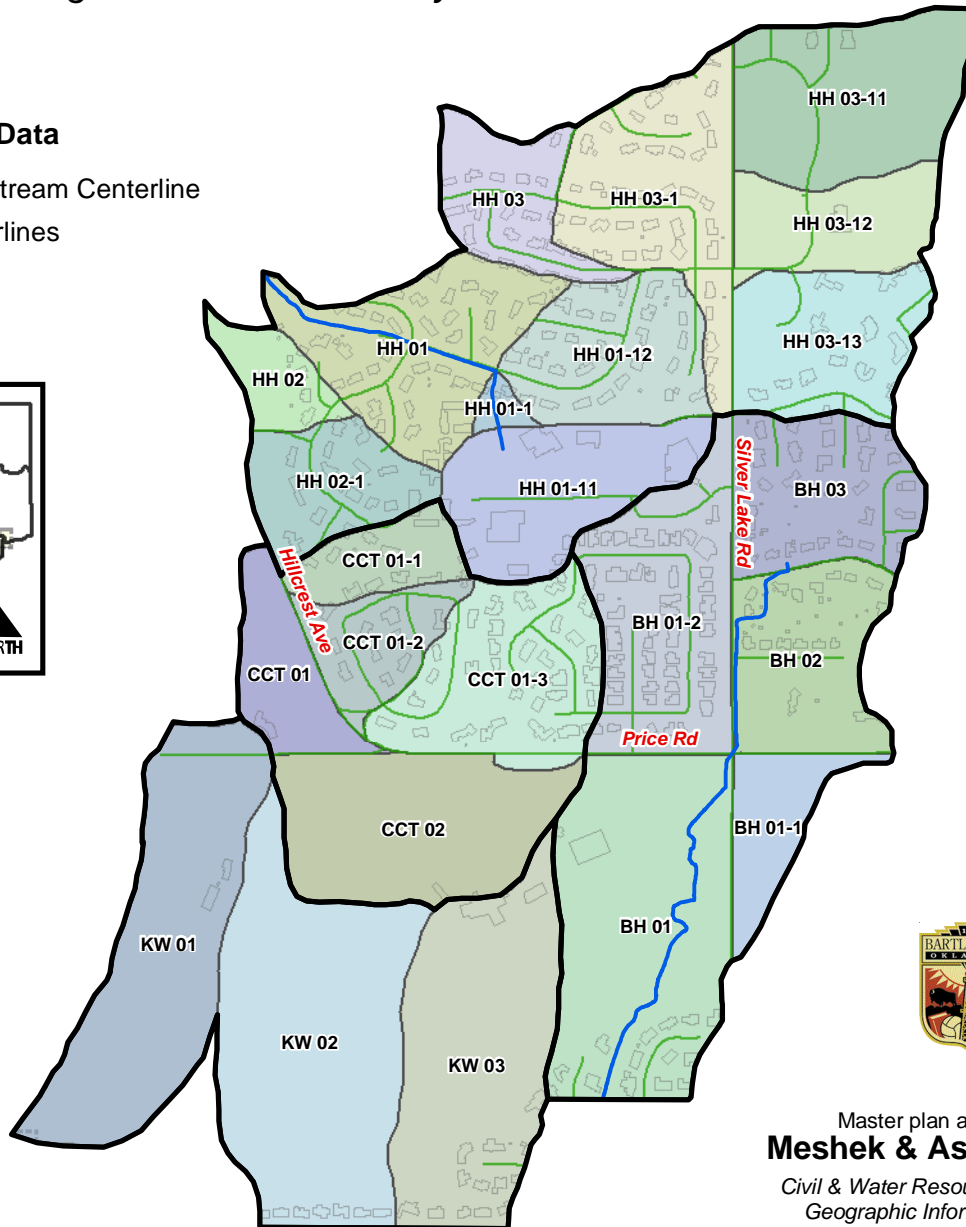 Data
tream Centerline
rlines
RTH
HH 03-11
HH 03
HH 03-1
HH 03-12
HH 03-13
HH 01
HH 01-12
HH 02
HH 01-1
HH 02-1
HH 01-11
Silver Lake Rd
BH 03
Hillcrest Ave
CCT 01-1
CCT 01-2
BH 01-2
BH 02
CCT 01
CCT 01-3
Price Rd
CCT 02
BH 01-1
KW 01
BH 01
KW 02
KW 03
BARTL
OKLA
Master plan a
Meshek & As
Civil & Water Resou
Geographic Infor